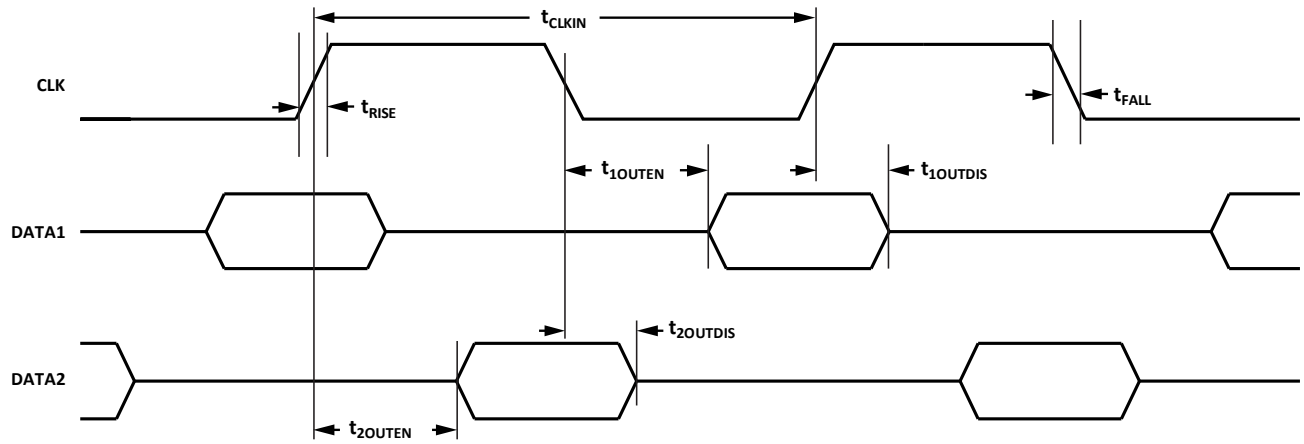 tCLKIN
CLK
tRISE
tFALL
t1OUTEN
t1OUTDIS
DATA1
t2OUTDIS
DATA2
t2OUTEN